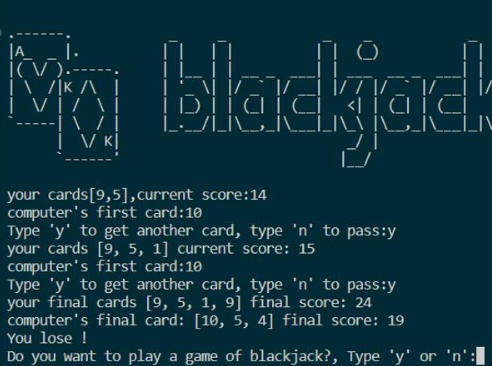 A
K
K
blackjack
your cards[9,5],current score:14
computer's first card:10
Type 'y' to get another card, type 'n' to pass:y
your cards [9, 5, 1] current score: 15
computer's first card:10
Type 'y' to get another card, type 'n' to pass:y
your final cards [9, 5, 1, 9] final score: 24
computer's final card: [10, 5, 4] final score: 19
You lose !
Do you want to play a game of blackjack?, Type 'y' or 'n':